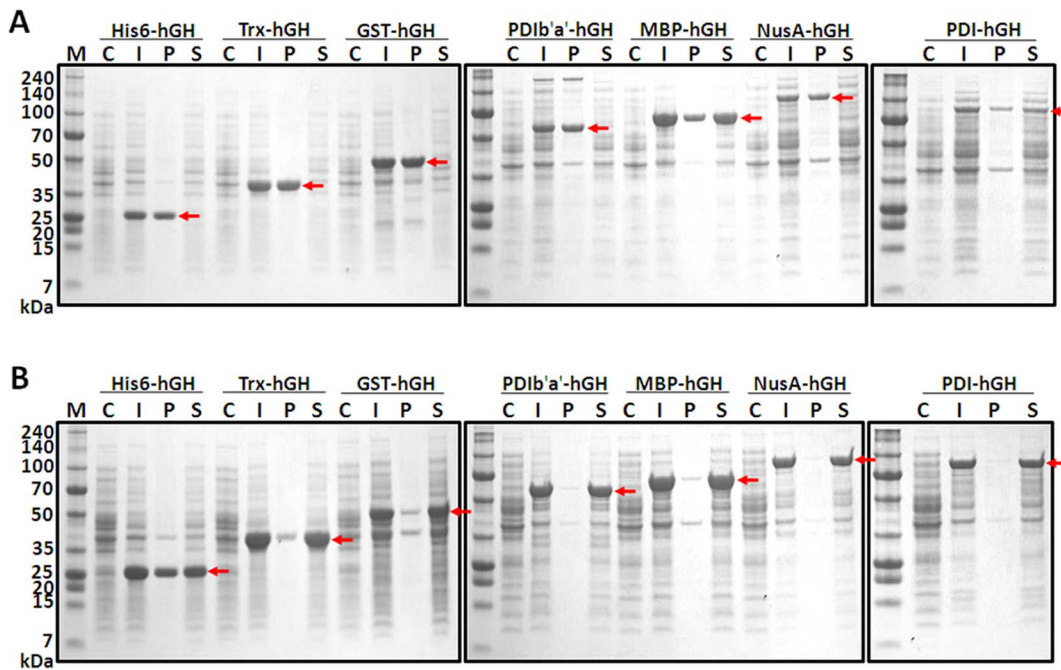 A
His6-hGH Trx-hGH GST-hGH PDIb'a'-hGH MBP-hGH NusA-hGH PDI-hGH
M C I P S C I P S C I P S C I P S C I P S C I P S C I P S
240
140
100
70
50
35
25
20
15
7
kDa
B
His6-hGH Trx-hGH GST-hGH PDIb'a'-hGH MBP-hGH NusA-hGH PDI-hGH
M C I P S C I P S C I P S C I P S C I P S C I P S C I P S
240
140
100
70
50
35
25
20
15
7
kDa